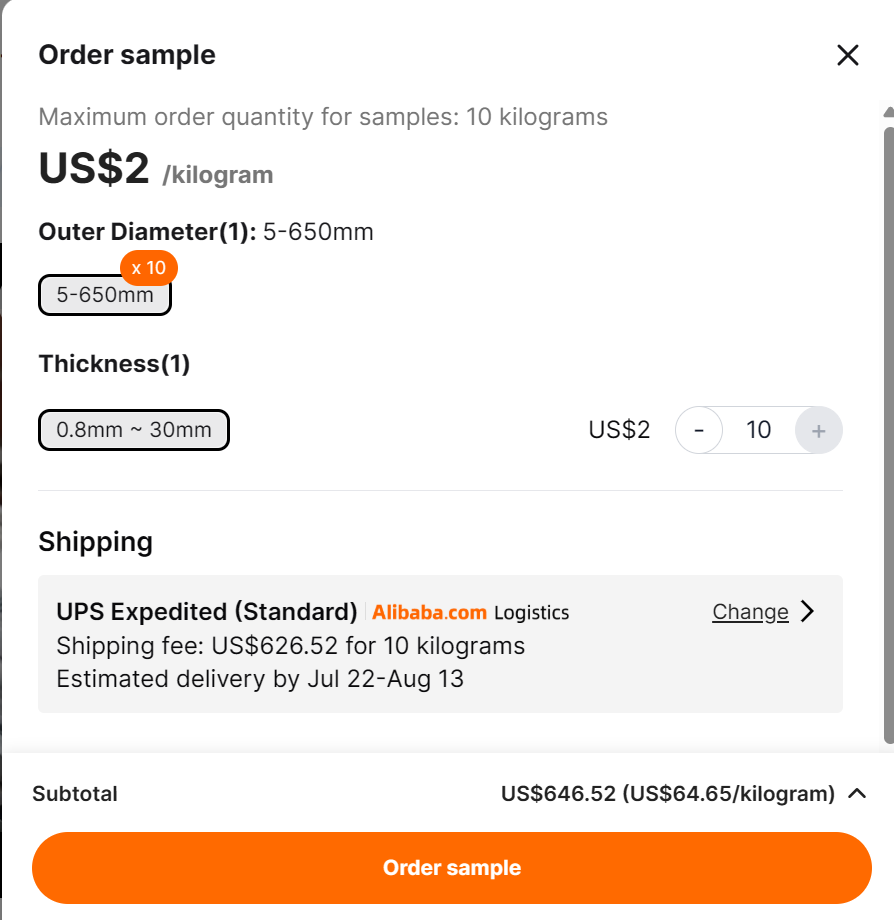 Order sample
Maximum order quantity for samples: 10 kilograms
US$2 /kilogram
Outer Diameter(1): 5-650mm
x 10
5-650mm
Thickness(1)
0.8mm ~ 30mm US$2 - 10 +
Shipping
UPS Expedited (Standard) Alibaba.com Logistics Change
Shipping fee: US$626.52 for 10 kilograms
Estimated delivery by Jul 22-Aug 13
Subtotal US$646.52 (US$64.65/kilogram)
Order sample